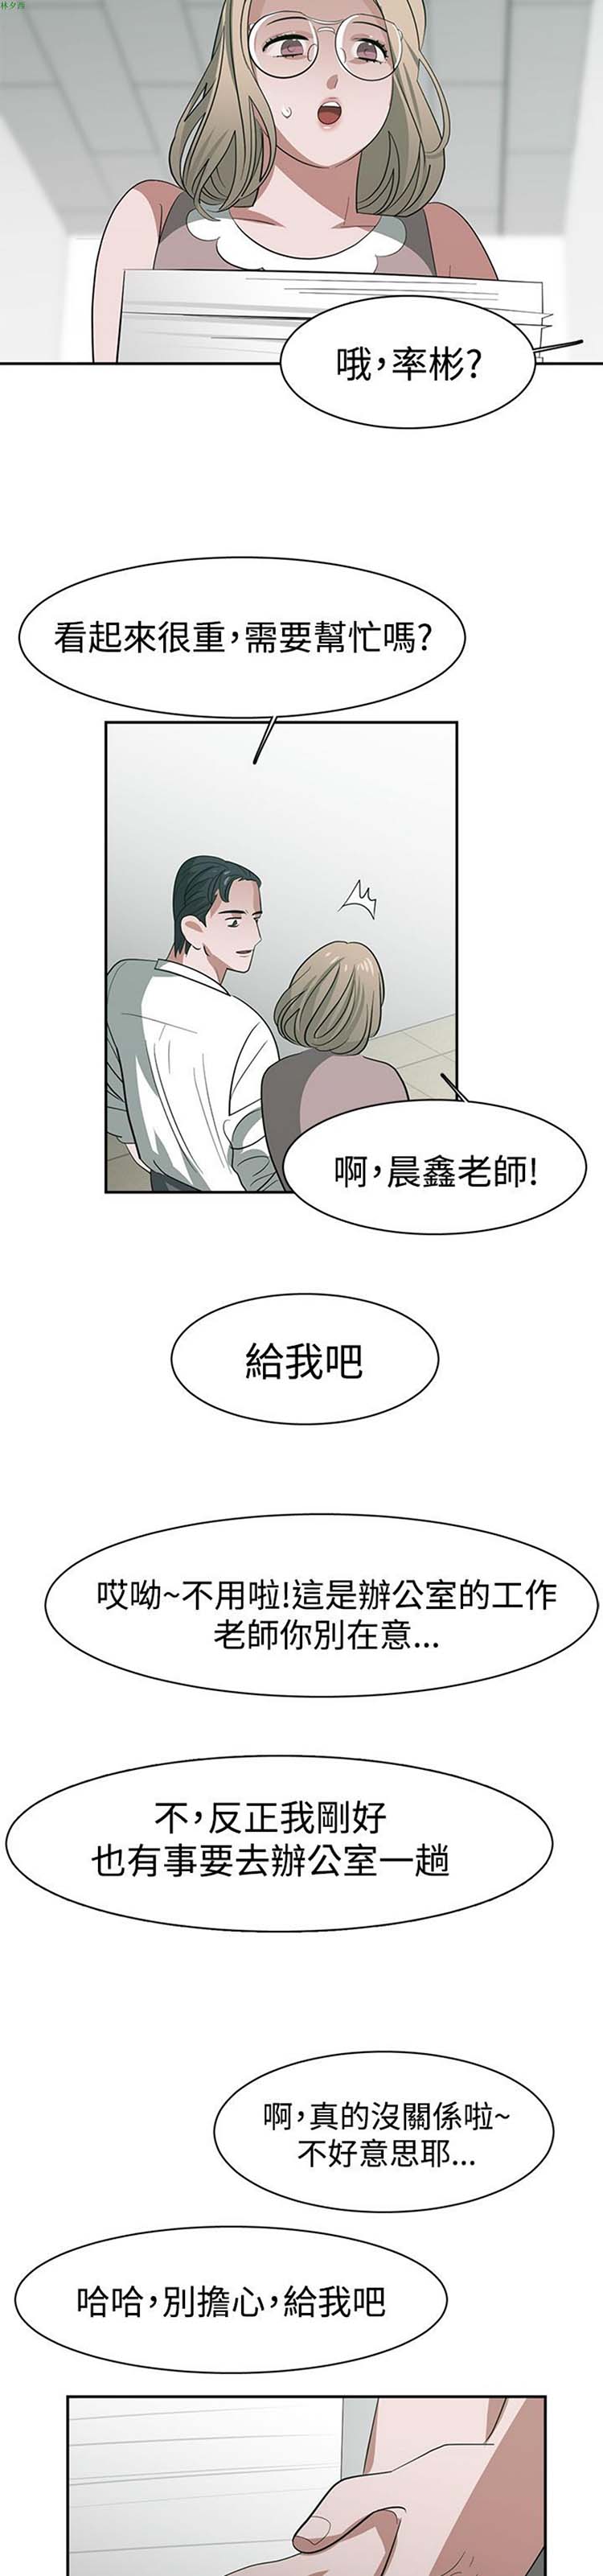 林夕薇
哦，率彬?
看起來很重，需要幫忙嗎?
啊，晨鑫老師!
給我吧
哎呦~不用啦!這是辦公室的工作
老師你別在意...
不，反正我剛好
也有事要去辦公室一趟
啊，真的沒關係啦~
不好意思耶...
哈哈，別擔心，給我吧